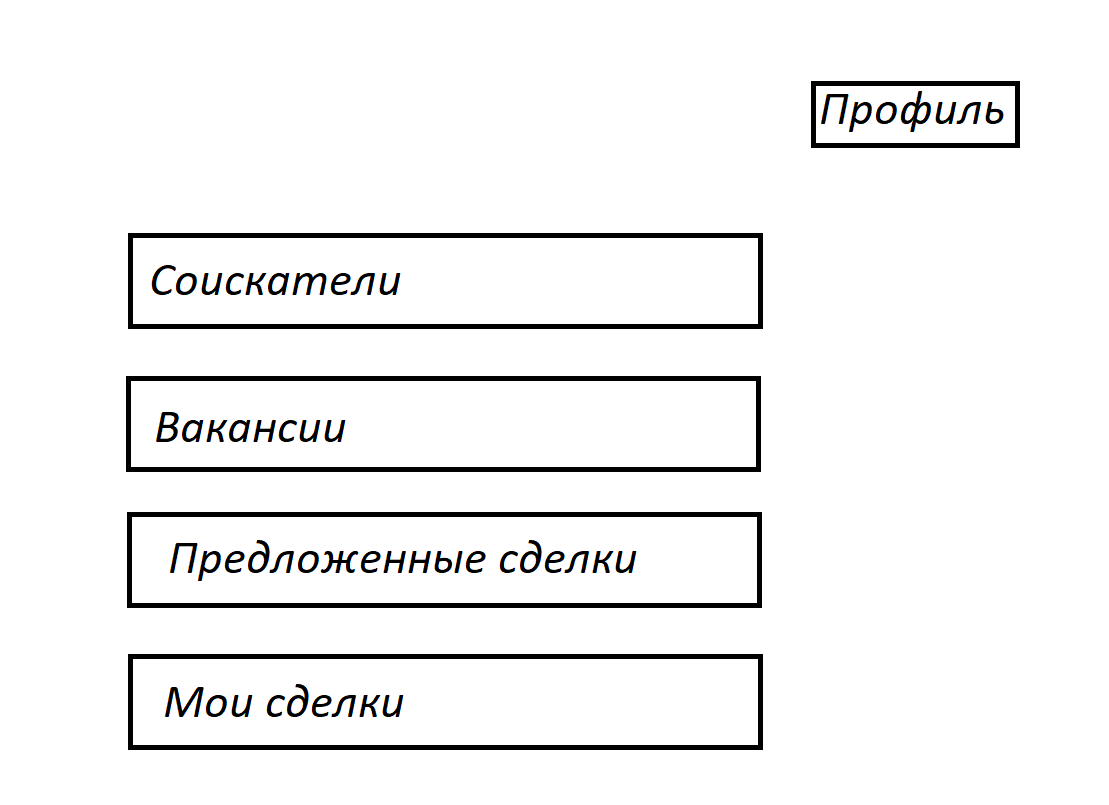 Профиль
Соискатели
Вакансии
Предложенные сделки
Мои сделки